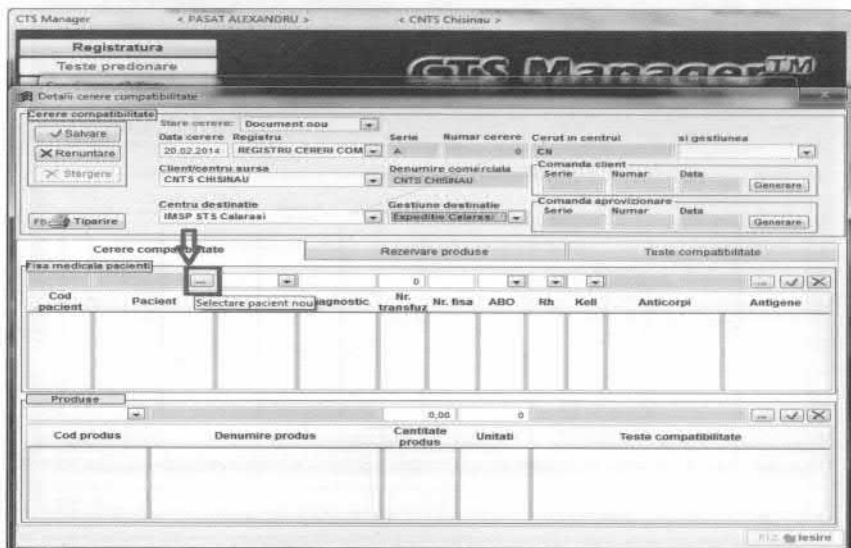 CTS Manager < PASAT ALEXANDRU > < CNTS Chisinau >
Registratura
Teste predonare
CTS Manager™
Detalii cerere compatibilitate
Cerere compatibilitate
Salvare
Renuntare
Stergere
F5 Tiparire
Stare cerere: Document nou
Data cerere Registru Serie Numar cerere Cerut in centrul si gestiunea
20.02.2014 REGISTRU CERERI COM A 0 CN
Client/centru sursa Denumire comerciala
CNTS CHISINAU CNTS CHISINAU
Comanda client
Serie Numar Data
Generare
Centru destinatie Gestiune destinatie
IMSP STS Calarasi Expeditie Calarasi
Comanda aprovizionare
Serie Numar Data
Generare
Cerere compatibilitate Rezervare produse Teste compatibilitate
Fisa medicala pacienti
... 0 ...
Cod pacient Pacient Selectare pacient nou agnostic Nr. transfuz Nr. fisa ABO Rh Kell Anticorpi Antigene
Produse
0,00 0 ...
Cod produs Denumire produs Cantitate produs Unitati Teste compatibilitate
Iesire